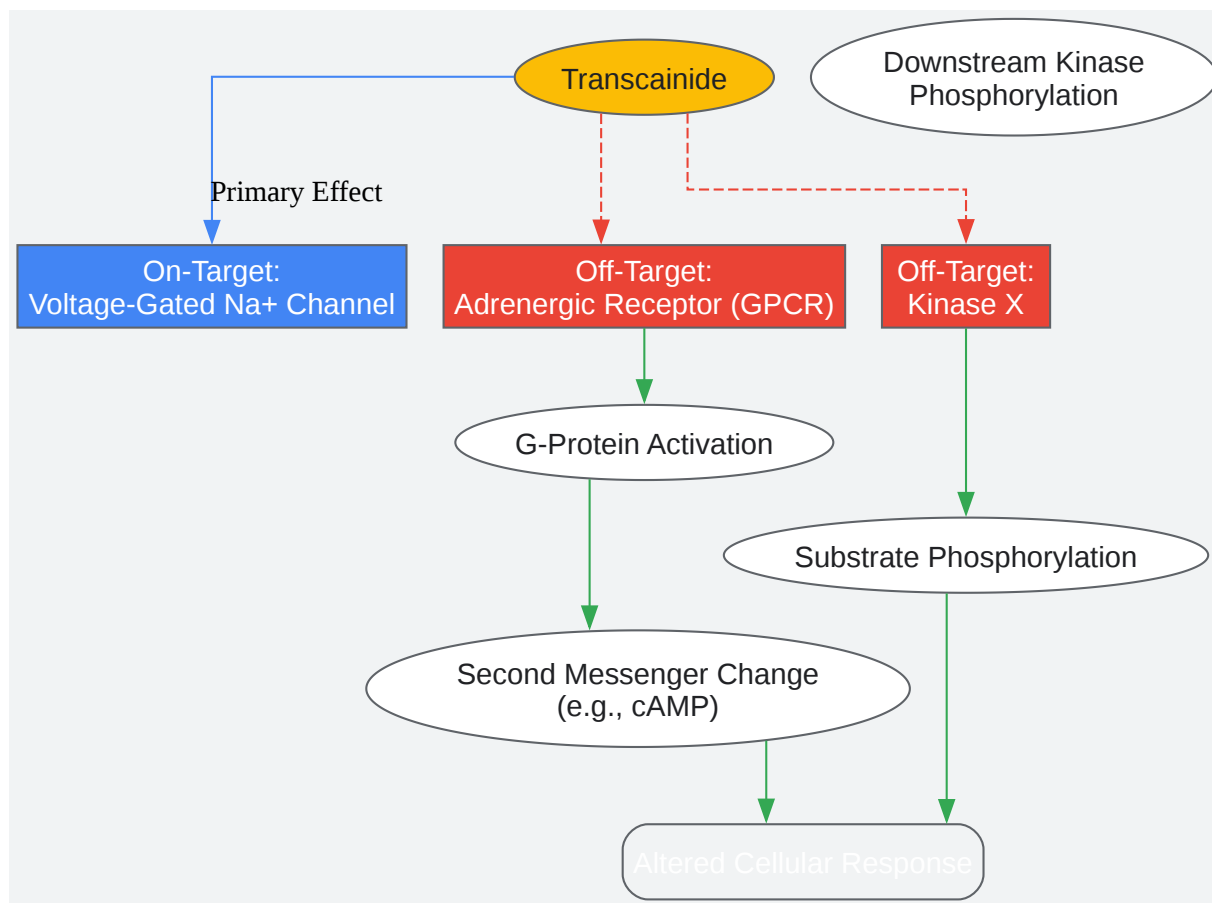 Transcainide
Downstream Kinase
Phosphorylation
Primary Effect
On-Target:
Voltage-Gated Na+ Channel
Off-Target:
Adrenergic Receptor (GPCR)
Off-Target:
Kinase X
G-Protein Activation
Substrate Phosphorylation
Second Messenger Change
(e.g., cAMP)
Altered Cellular Response